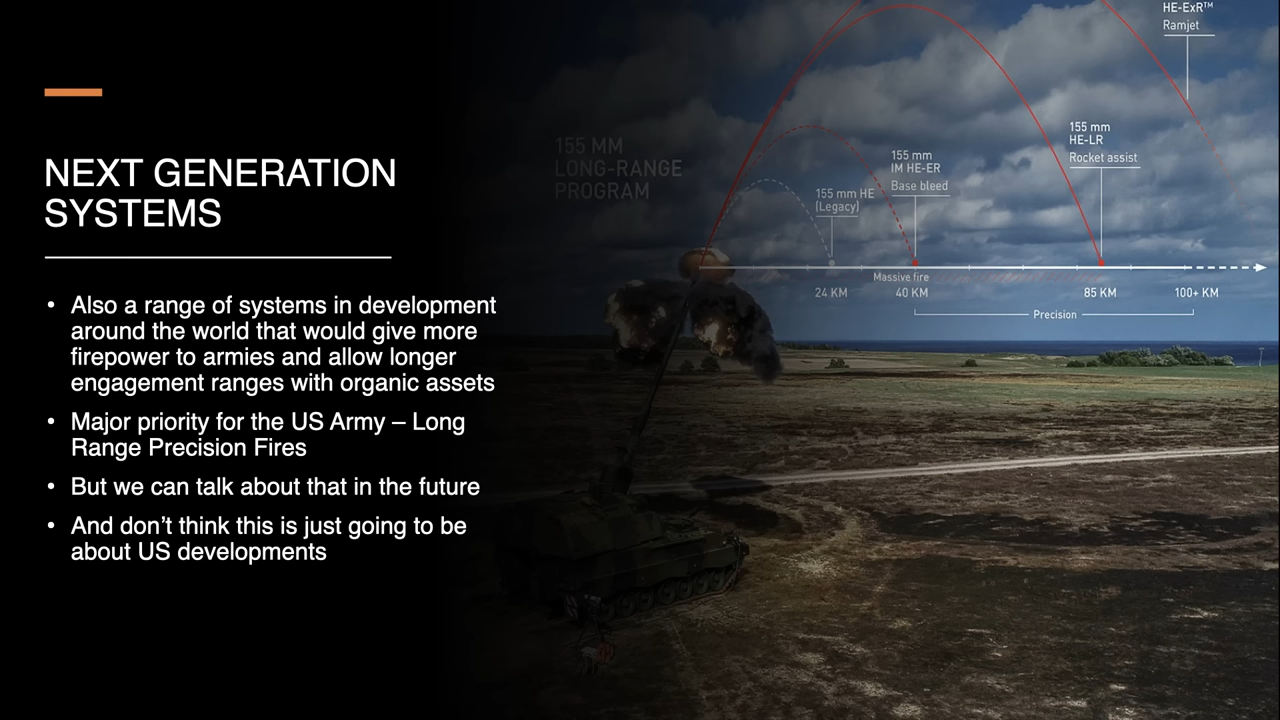 NEXT GENERATION
SYSTEMS
• Also a range of systems in development
around the world that would give more
firepower to armies and allow longer
engagement ranges with organic assets
• Major priority for the US Army – Long
Range Precision Fires
• But we can talk about that in the future
• And don’t think this is just going to be
about US developments
155 MM
LONG-RANGE
PROGRAM
155 mm HE
(Legacy)
155 mm
IM HE-ER
Base bleed
155 mm
HE-LR
Rocket assist
HE-ExR™
Ramjet
Massive fire
24 KM
40 KM
85 KM
100+ KM
Precision